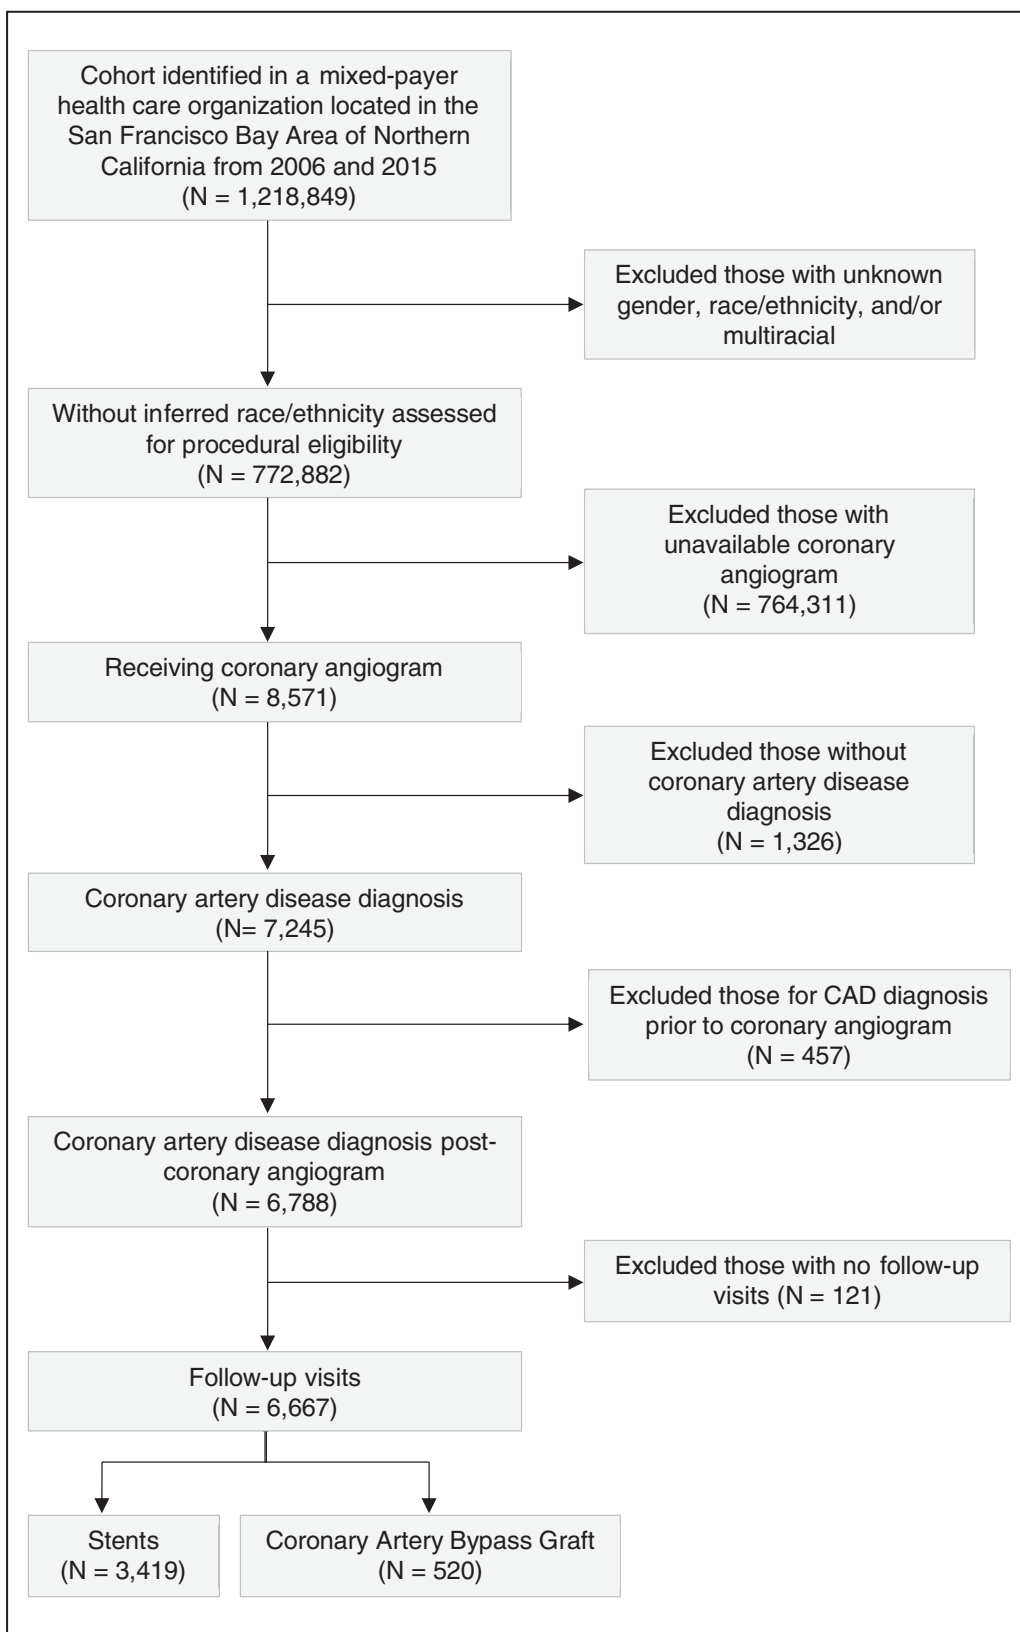 Cohort identified in a mixed-payer
health care organization located in the
San Francisco Bay Area of Northern
California from 2006 and 2015
(N = 1,218,849)
Excluded those with unknown
gender, race/ethnicity, and/or
multiracial
Without inferred race/ethnicity assessed
for procedural eligibility
(N = 772,882)
Excluded those with
unavailable coronary
angiogram
(N = 764,311)
Receiving coronary angiogram
(N = 8,571)
Excluded those without
coronary artery disease
diagnosis
(N = 1,326)
Coronary artery disease diagnosis
(N= 7,245)
Excluded those for CAD diagnosis
prior to coronary angiogram
(N = 457)
Coronary artery disease diagnosis post-
coronary angiogram
(N = 6,788)
Excluded those with no follow-up
visits (N = 121)
Follow-up visits
(N = 6,667)
Stents
(N = 3,419)
Coronary Artery Bypass Graft
(N = 520)